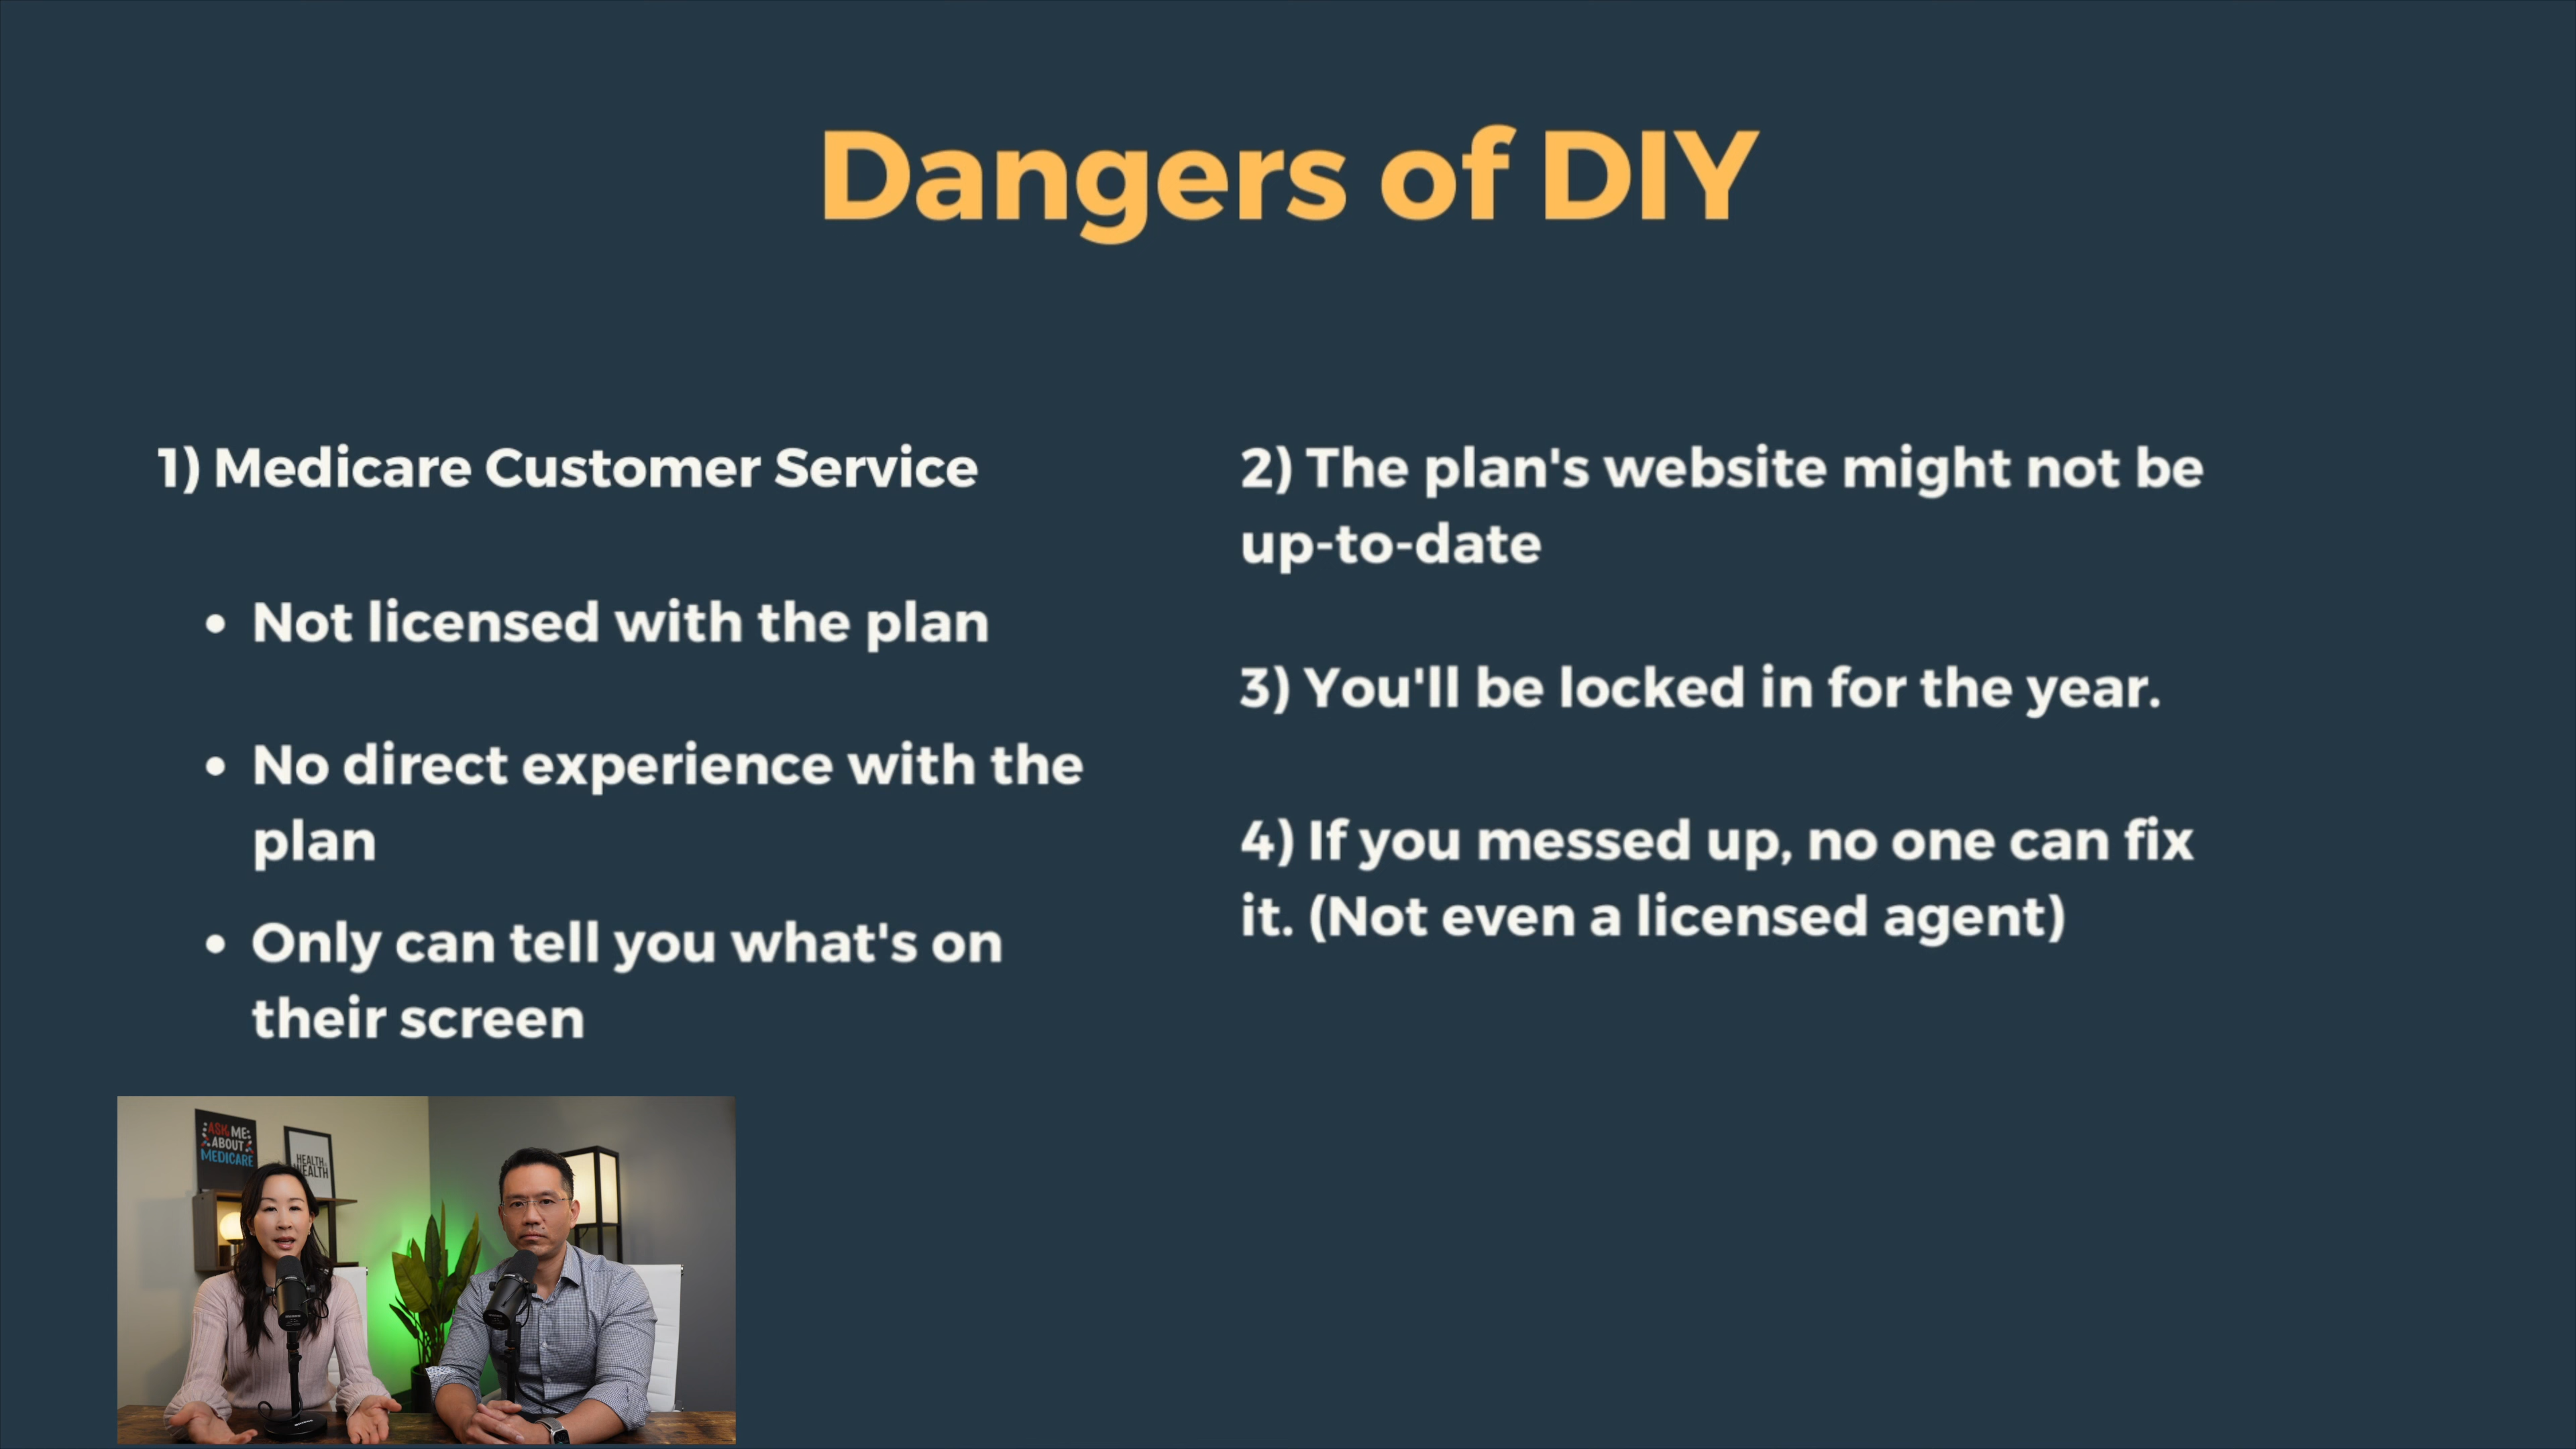 Dangers of DIY
1) Medicare Customer Service
• Not licensed with the plan
• No direct experience with the
plan
• Only can tell you what's on
their screen
2) The plan's website might not be
up-to-date
3) You'll be locked in for the year.
4) If you messed up, no one can fix
it. (Not even a licensed agent)
ASK ME
ABOUT
MEDICARE
HEALTH
WEALTH